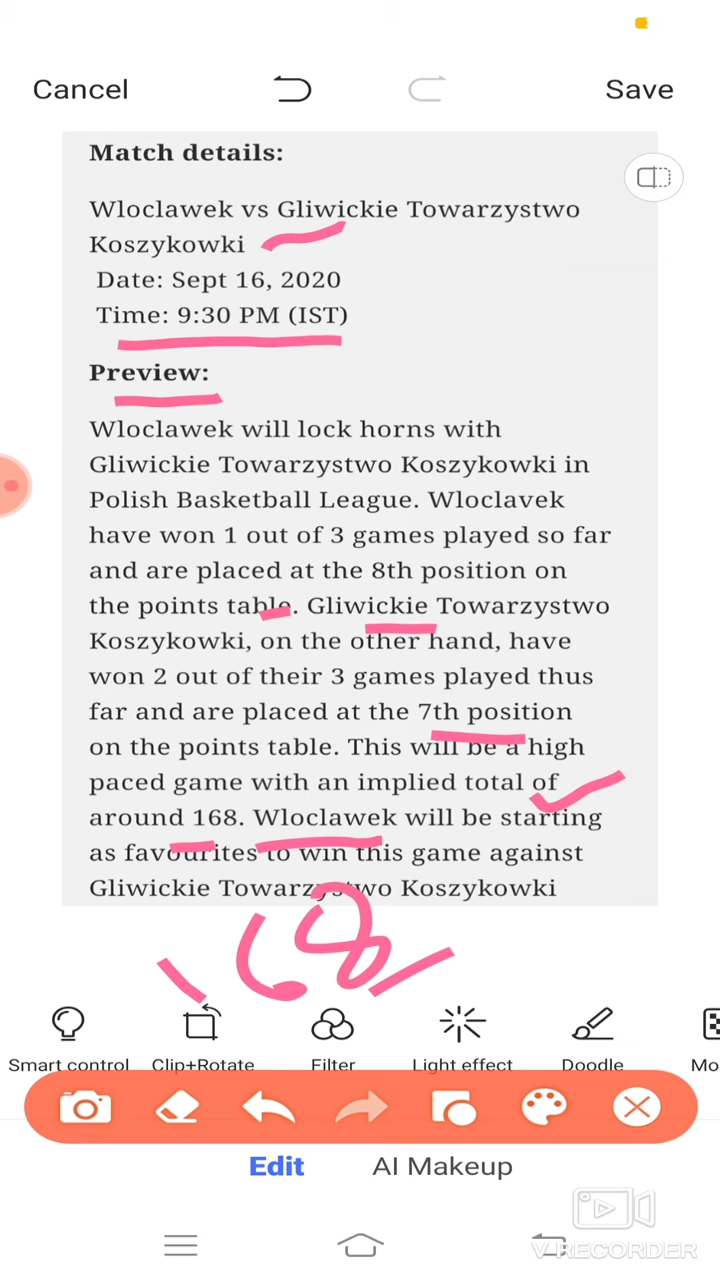 Cancel Save
Match details:
Wloclawek vs Gliwickie Towarzystwo
Koszykowki
Date: Sept 16, 2020
Time: 9:30 PM (IST)
Preview:
Wloclawek will lock horns with
Gliwickie Towarzystwo Koszykowki in
Polish Basketball League. Wloclavek
have won 1 out of 3 games played so far
and are placed at the 8th position on
the points table. Gliwickie Towarzystwo
Koszykowki, on the other hand, have
won 2 out of their 3 games played thus
far and are placed at the 7th position
on the points table. This will be a high
paced game with an implied total of
around 168. Wloclawek will be starting
as favourites to win this game against
Gliwickie Towarzystwo Koszykowki
168
Smart control Clip+Rotate Filter Light effect Doodle Mo
Edit AI Makeup
V RECORDER